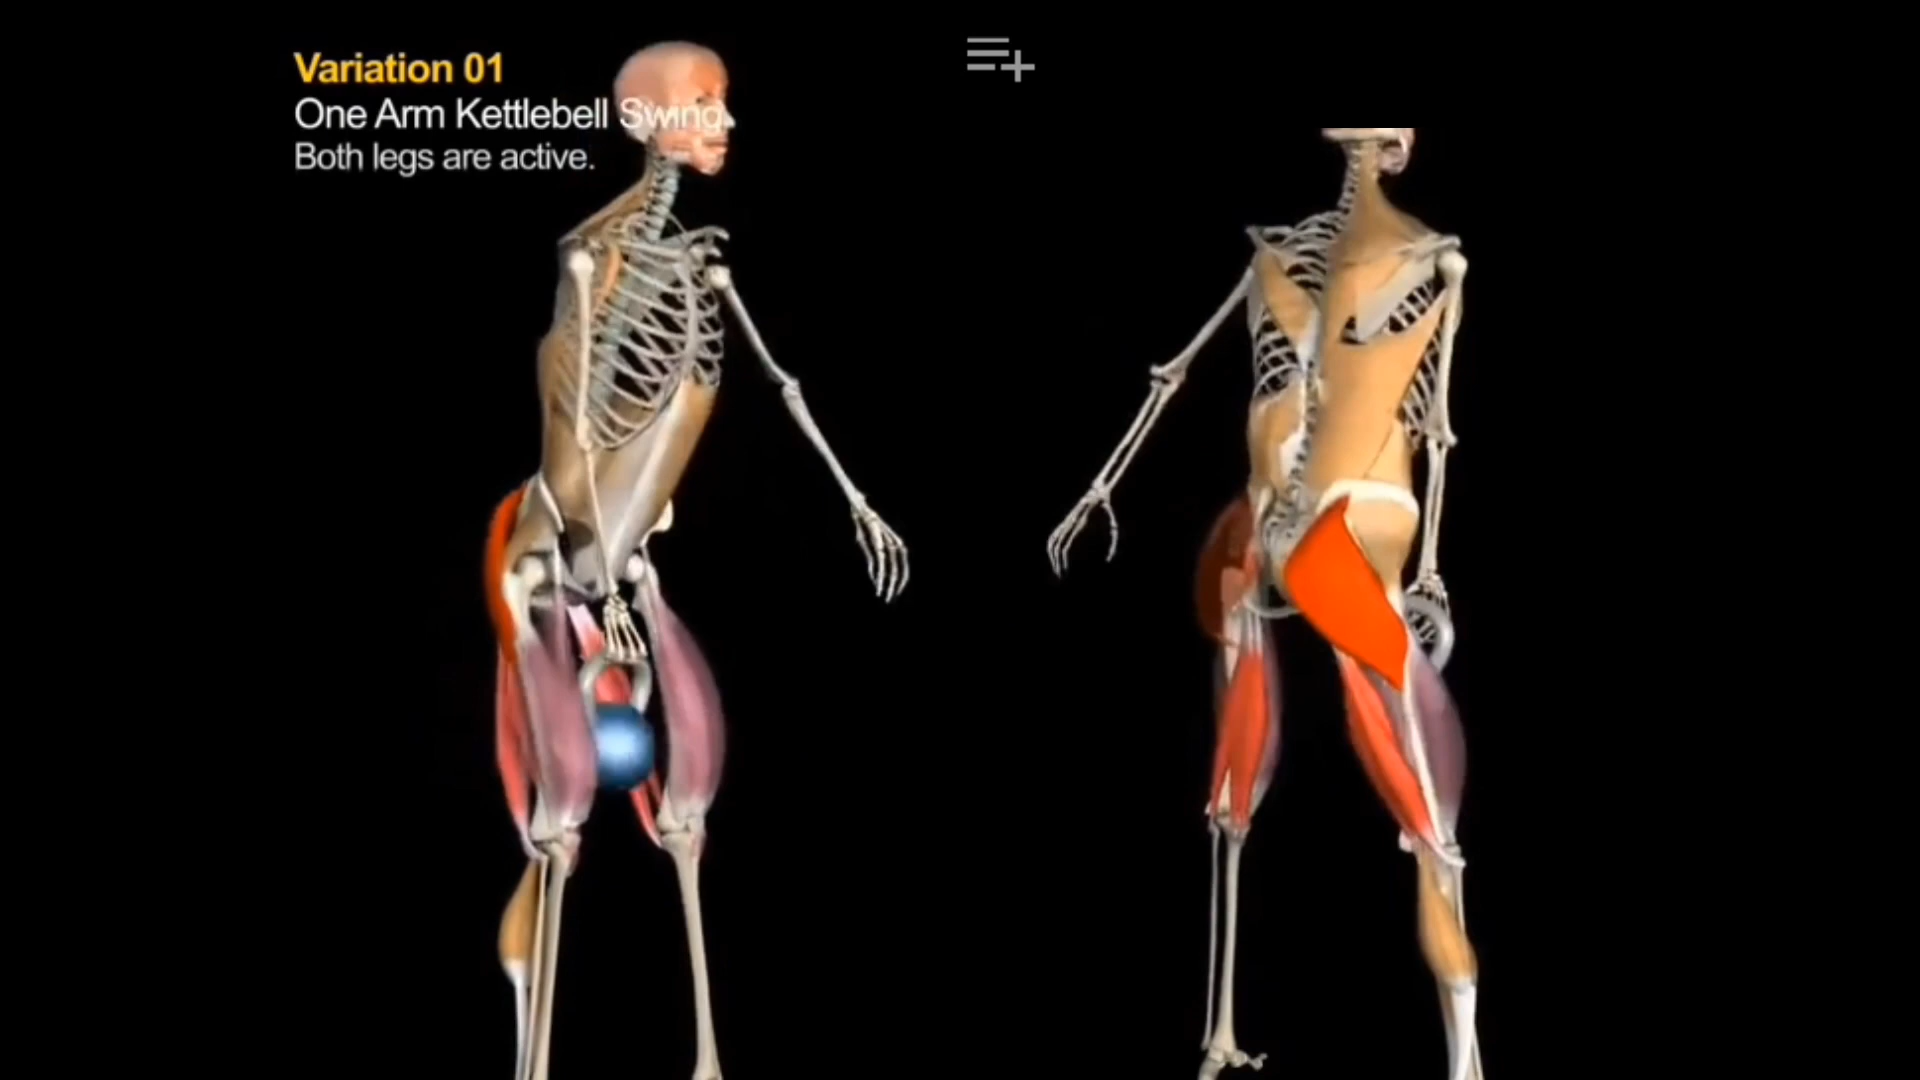 Variation 01
One Arm Kettlebell Swing
Both legs are active.